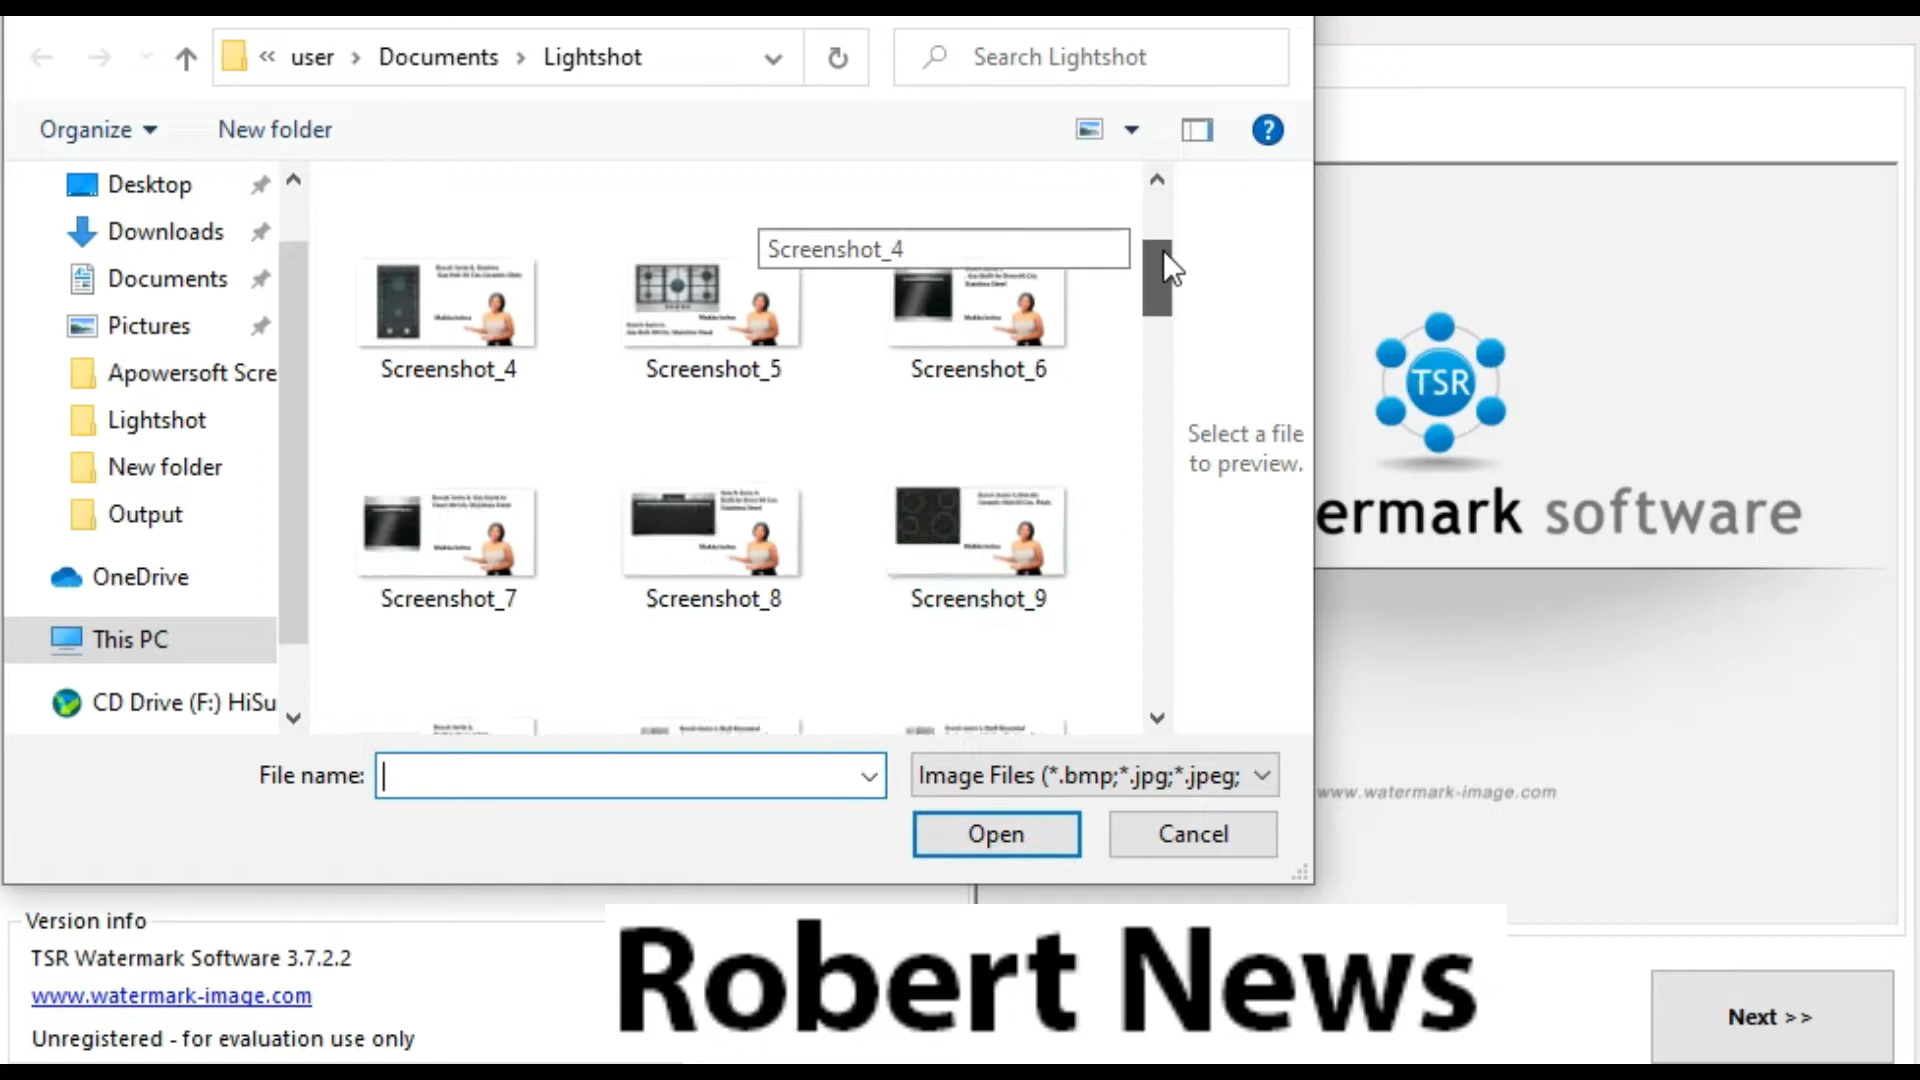 « user › Documents › Lightshot
Search Lightshot
Organize
New folder
?
Desktop
Downloads
Documents
Pictures
Apowersoft Scre
Lightshot
New folder
Output
OneDrive
This PC
CD Drive (F:) HiSu
Screenshot_4
Screenshot_4
Screenshot_5
Screenshot_6
Screenshot_7
Screenshot_8
Screenshot_9
Select a file
to preview.
File name:
Image Files (*.bmp;*.jpg;*.jpeg;
Open
Cancel
TSR
ermark software
www.watermark-image.com
Version info
TSR Watermark Software 3.7.2.2
www.watermark-image.com
Unregistered - for evaluation use only
Robert News
Next >>